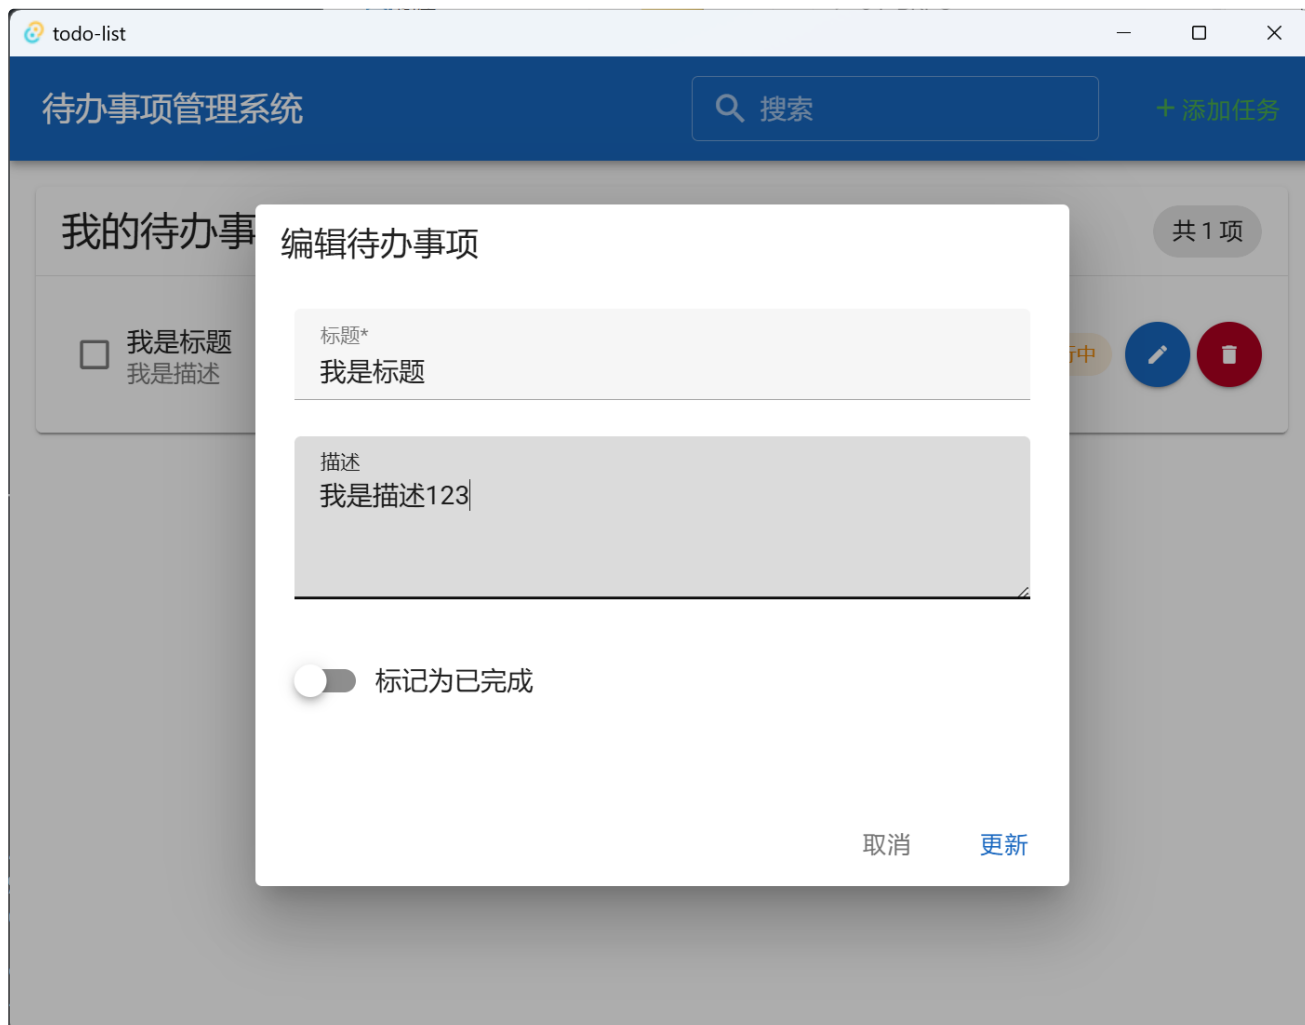 todo-list
待办事项管理系统
搜索
+ 添加任务
我的待办事
共 1 项
编辑待办事项
标题*
我是标题
我是标题
我是描述
行中
描述
我是描述123
标记为已完成
取消
更新